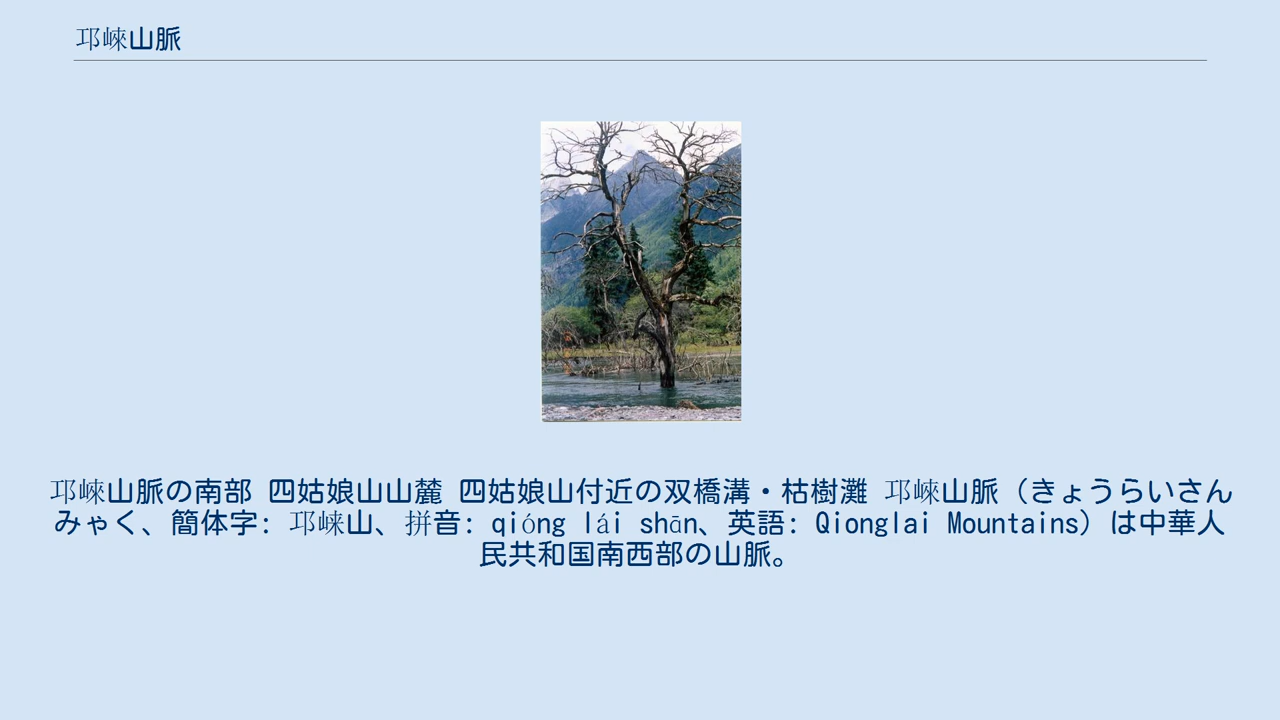 邛崍山脈
邛崍山脈の南部 四姑娘山山麓 四姑娘山付近の双橋溝・枯樹灘 邛崍山脈（きょうらいさん
みゃく、簡体字: 邛崃山、拼音: qióng lái shān、英語: Qionglai Mountains）は中華人
民共和国南西部の山脈。